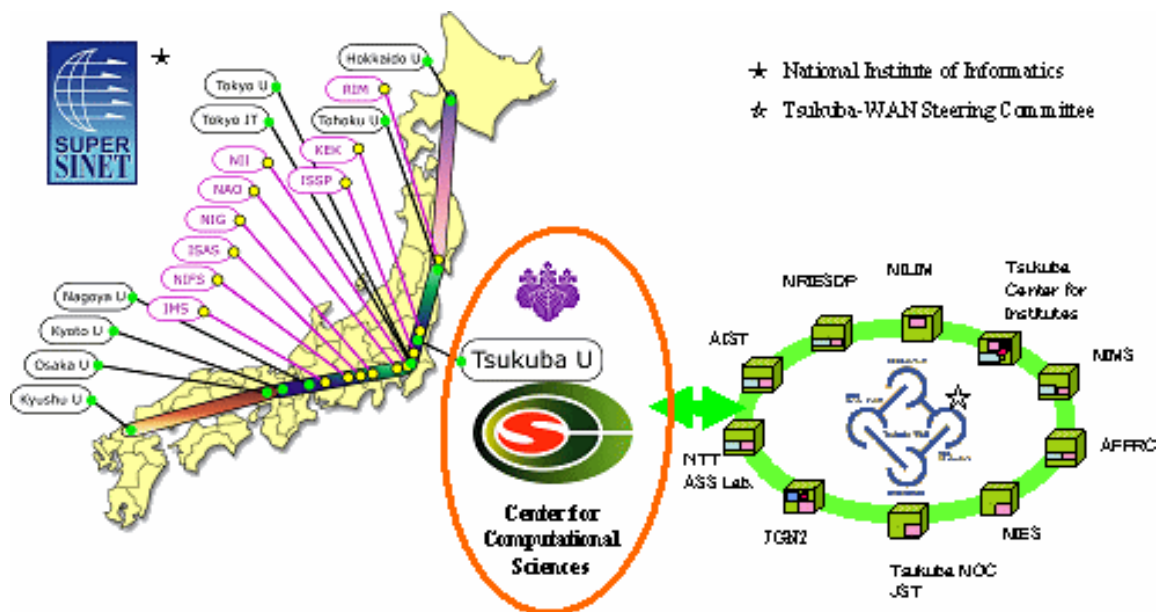 SUPER
SINET
★
★ National Institute of Informatics
☆ Tsukuba-WAN Steering Committee
Hokkaido U
Tokyo U
RIM
Tokyo IT
Tohoku U
NII
KEK
NAO
ISSP
NIG
ISAS
NIFS
Nagoya U
IMS
Kyoto U
Osaka U
Kyushu U
Tsukuba U
Center for
Computational
Sciences
NILIM
NRIESDP
Tsukuba
Center for
Institutes
AIST
NIMS
Tsukuba WAN
AFFRC
NTT
ASS Lab.
NIES
Tsukuba NOC
JST